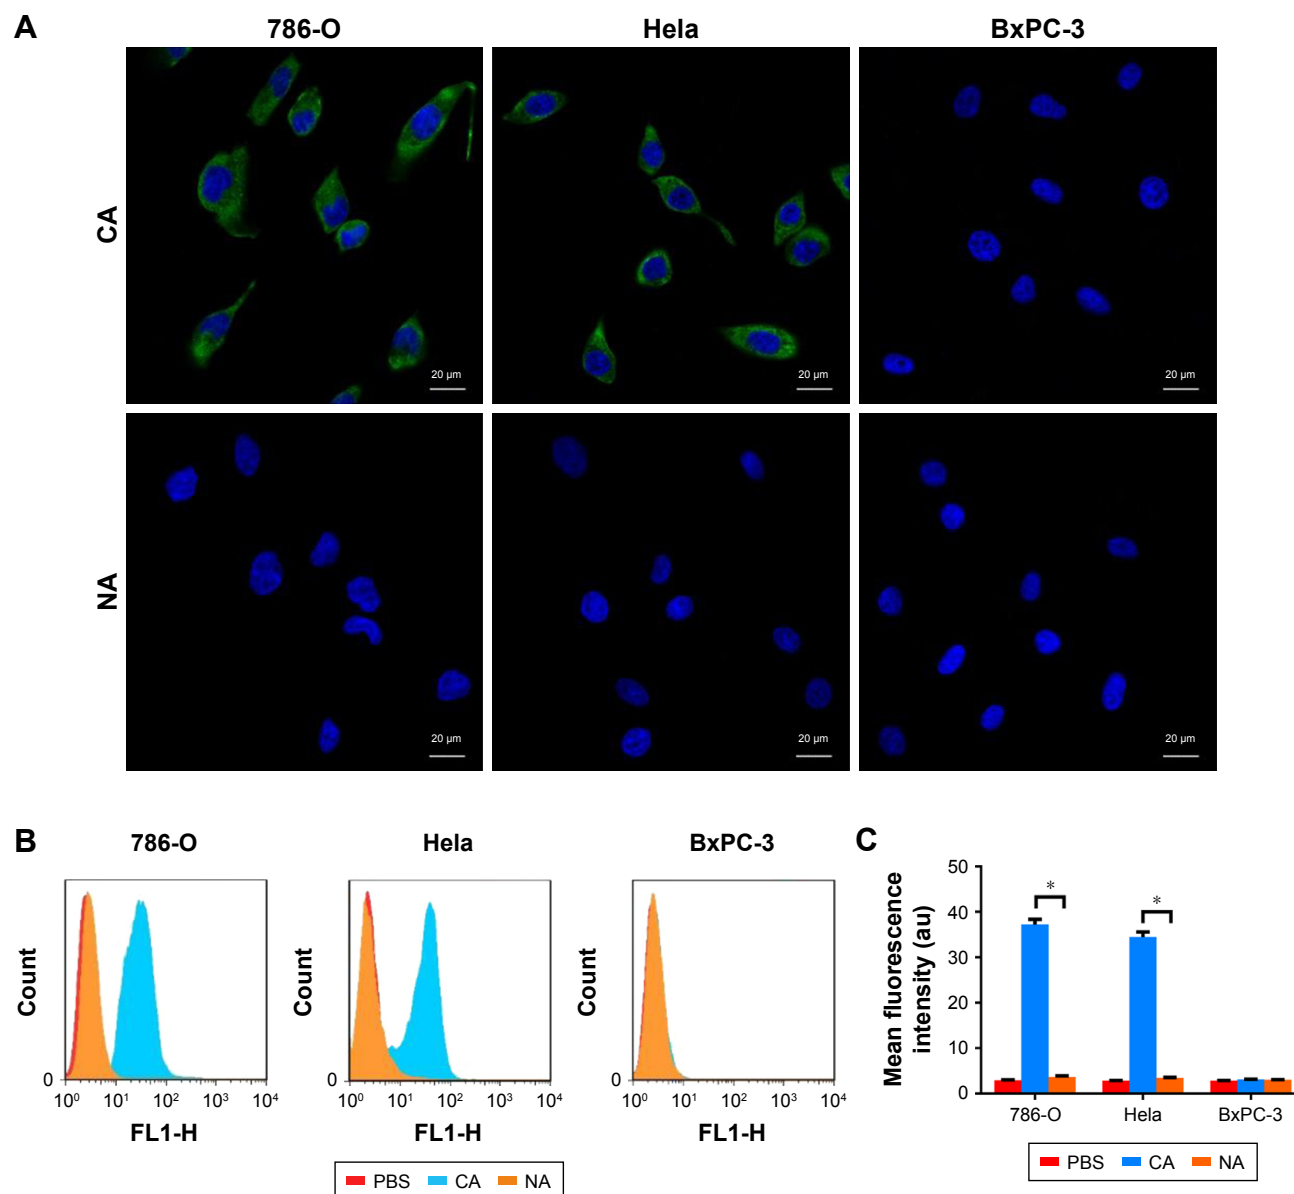 A
786-O Hela BxPC-3
CA
20 µm 20 µm 20 µm
NA
20 µm 20 µm 20 µm
B
786-O Hela BxPC-3
Count Count Count
0 0 0
10⁰ 10¹ 10² 10³ 10⁴ 10⁰ 10¹ 10² 10³ 10⁴ 10⁰ 10¹ 10² 10³ 10⁴
FL1-H FL1-H FL1-H
PBS CA NA
C
Mean fluorescence
intensity (au)
50
40
30
20
10
0
* *
786-O Hela BxPC-3
PBS CA NA